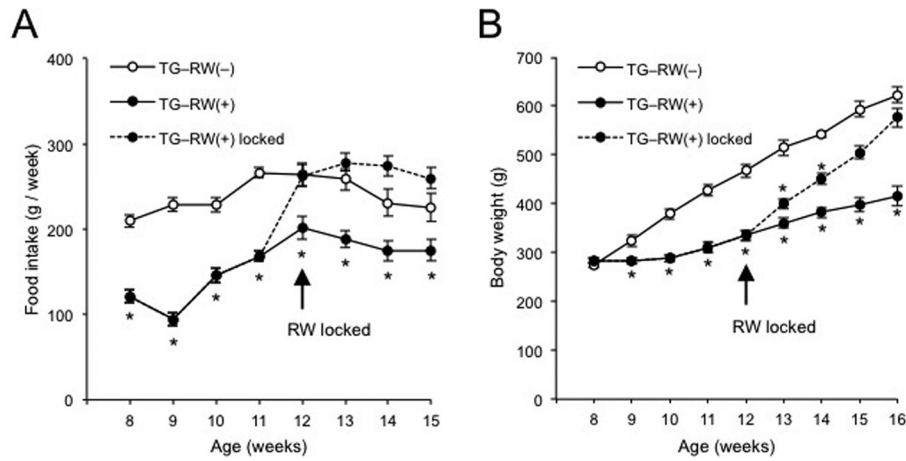 A
TG–RW(–)
TG–RW(+)
TG–RW(+) locked
Food intake (g / week)
400
300
200
100
0
* * * * * * * *
RW locked
8 9 10 11 12 13 14 15
Age (weeks)
B
TG–RW(–)
TG–RW(+)
TG–RW(+) locked
Body weight (g)
700
600
500
400
300
200
100
0
* *
* * * * * * * *
RW locked
8 9 10 11 12 13 14 15 16
Age (weeks)